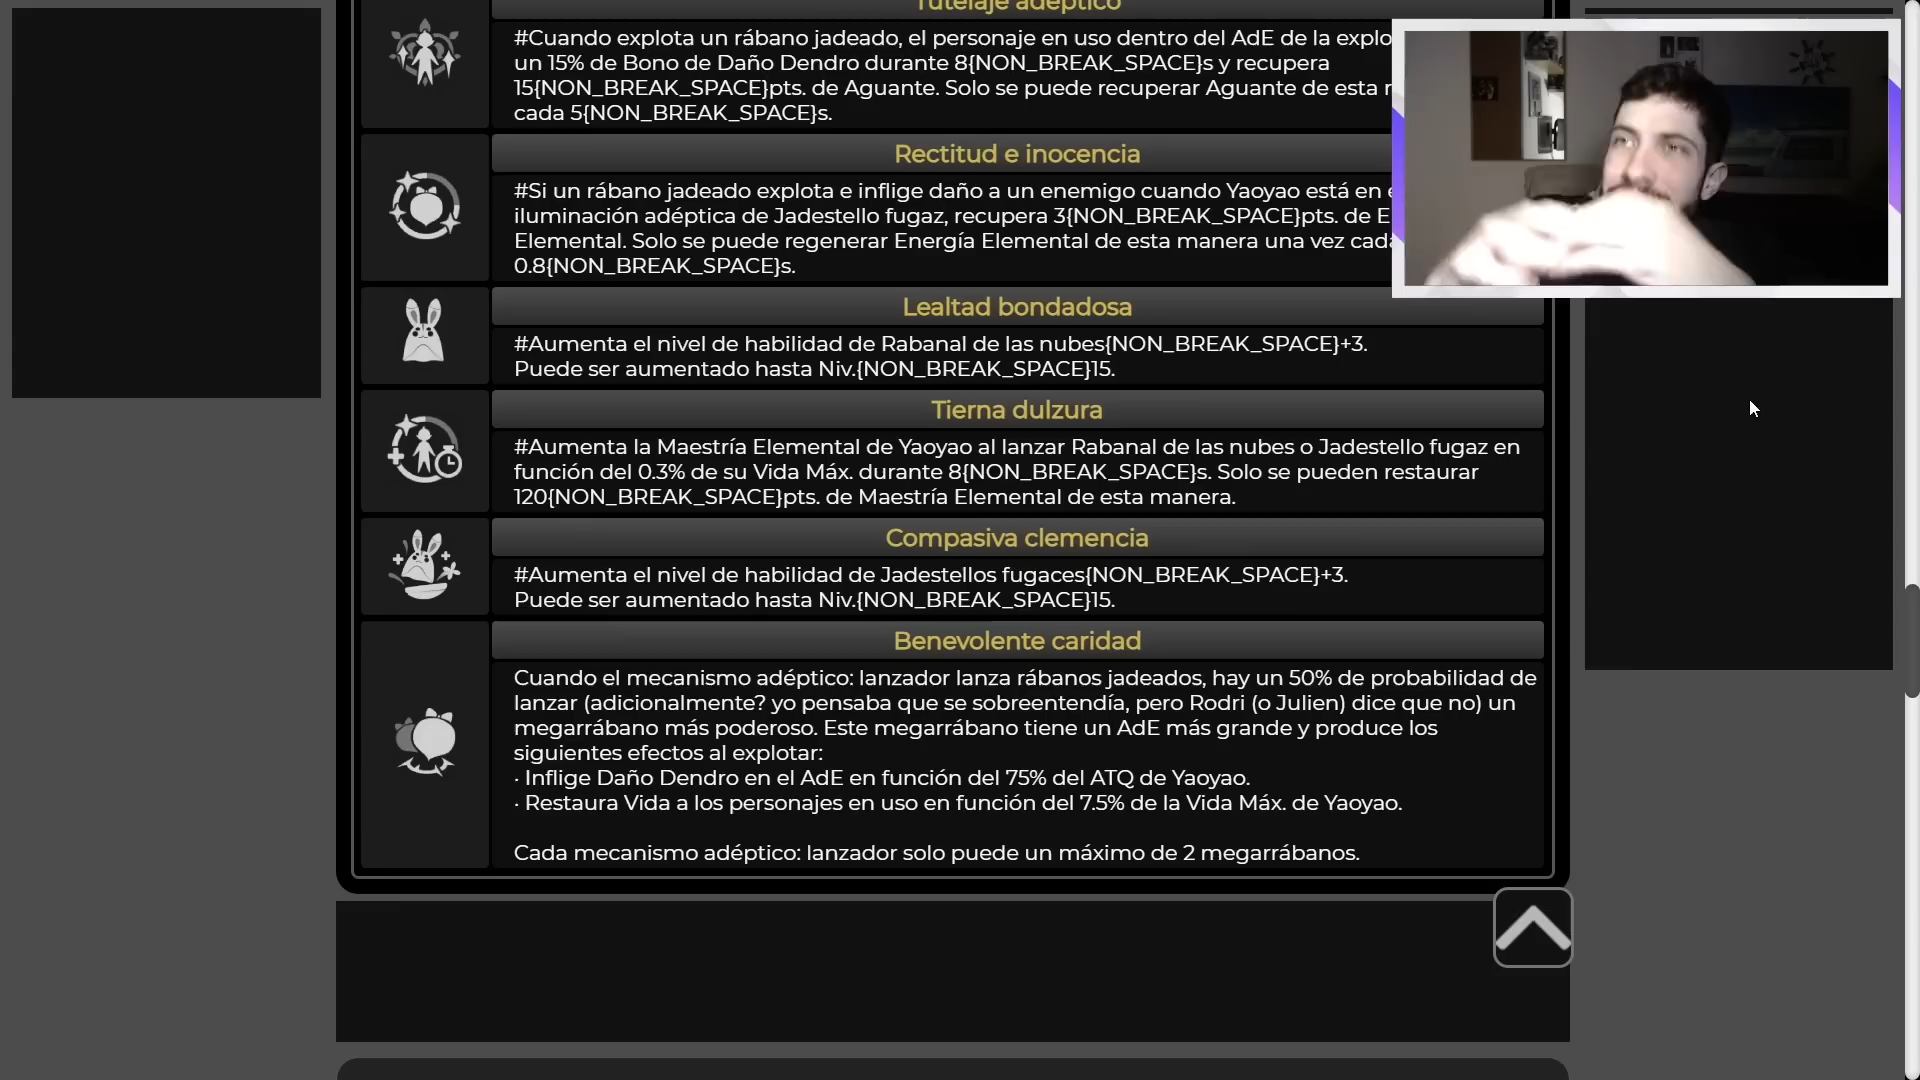 Tutelaje adéptico
#Cuando explota un rábano jadeado, el personaje en uso dentro del AdE de la explo
un 15% de Bono de Daño Dendro durante 8{NON_BREAK_SPACE}s y recupera
15{NON_BREAK_SPACE}pts. de Aguante. Solo se puede recuperar Aguante de esta
cada 5{NON_BREAK_SPACE}s.
Rectitud e inocencia
#Si un rábano jadeado explota e inflige daño a un enemigo cuando Yaoyao está en
iluminación adéptica de Jadestello fugaz, recupera 3{NON_BREAK_SPACE}pts. de E
Elemental. Solo se puede regenerar Energía Elemental de esta manera una vez cada
0.8{NON_BREAK_SPACE}s.
Lealtad bondadosa
#Aumenta el nivel de habilidad de Rabanal de las nubes{NON_BREAK_SPACE}+3.
Puede ser aumentado hasta Niv.{NON_BREAK_SPACE}15.
Tierna dulzura
#Aumenta la Maestría Elemental de Yaoyao al lanzar Rabanal de las nubes o Jadestello fugaz en
función del 0.3% de su Vida Máx. durante 8{NON_BREAK_SPACE}s. Solo se pueden restaurar
120{NON_BREAK_SPACE}pts. de Maestría Elemental de esta manera.
Compasiva clemencia
#Aumenta el nivel de habilidad de Jadestellos fugaces{NON_BREAK_SPACE}+3.
Puede ser aumentado hasta Niv.{NON_BREAK_SPACE}15.
Benevolente caridad
Cuando el mecanismo adéptico: lanzador lanza rábanos jadeados, hay un 50% de probabilidad de
lanzar (adicionalmente? yo pensaba que se sobreentendía, pero Rodri (o Julien) dice que no) un
megarrábano más poderoso. Este megarrábano tiene un AdE más grande y produce los
siguientes efectos al explotar:
· Inflige Daño Dendro en el AdE en función del 75% del ATQ de Yaoyao.
· Restaura Vida a los personajes en uso en función del 7.5% de la Vida Máx. de Yaoyao.
Cada mecanismo adéptico: lanzador solo puede un máximo de 2 megarrábanos.